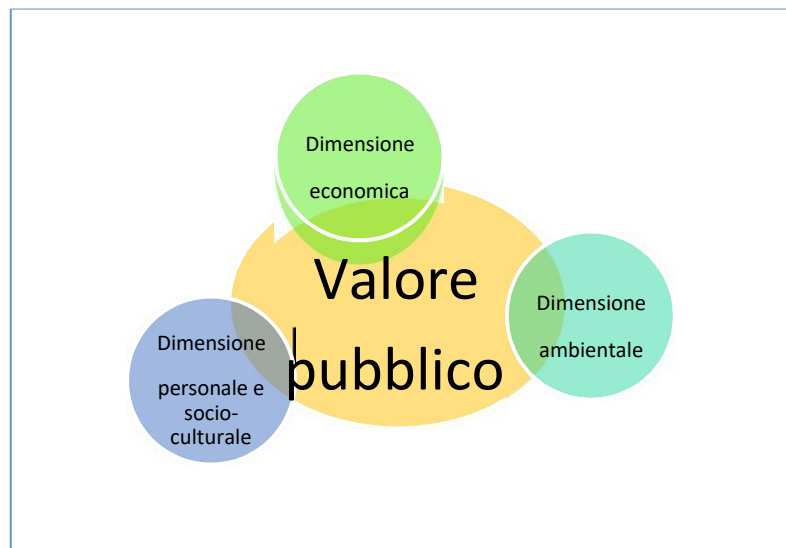 Dimensione
economica
Valore
pubblico
Dimensione
ambientale
Dimensione
personale e
socio-
culturale